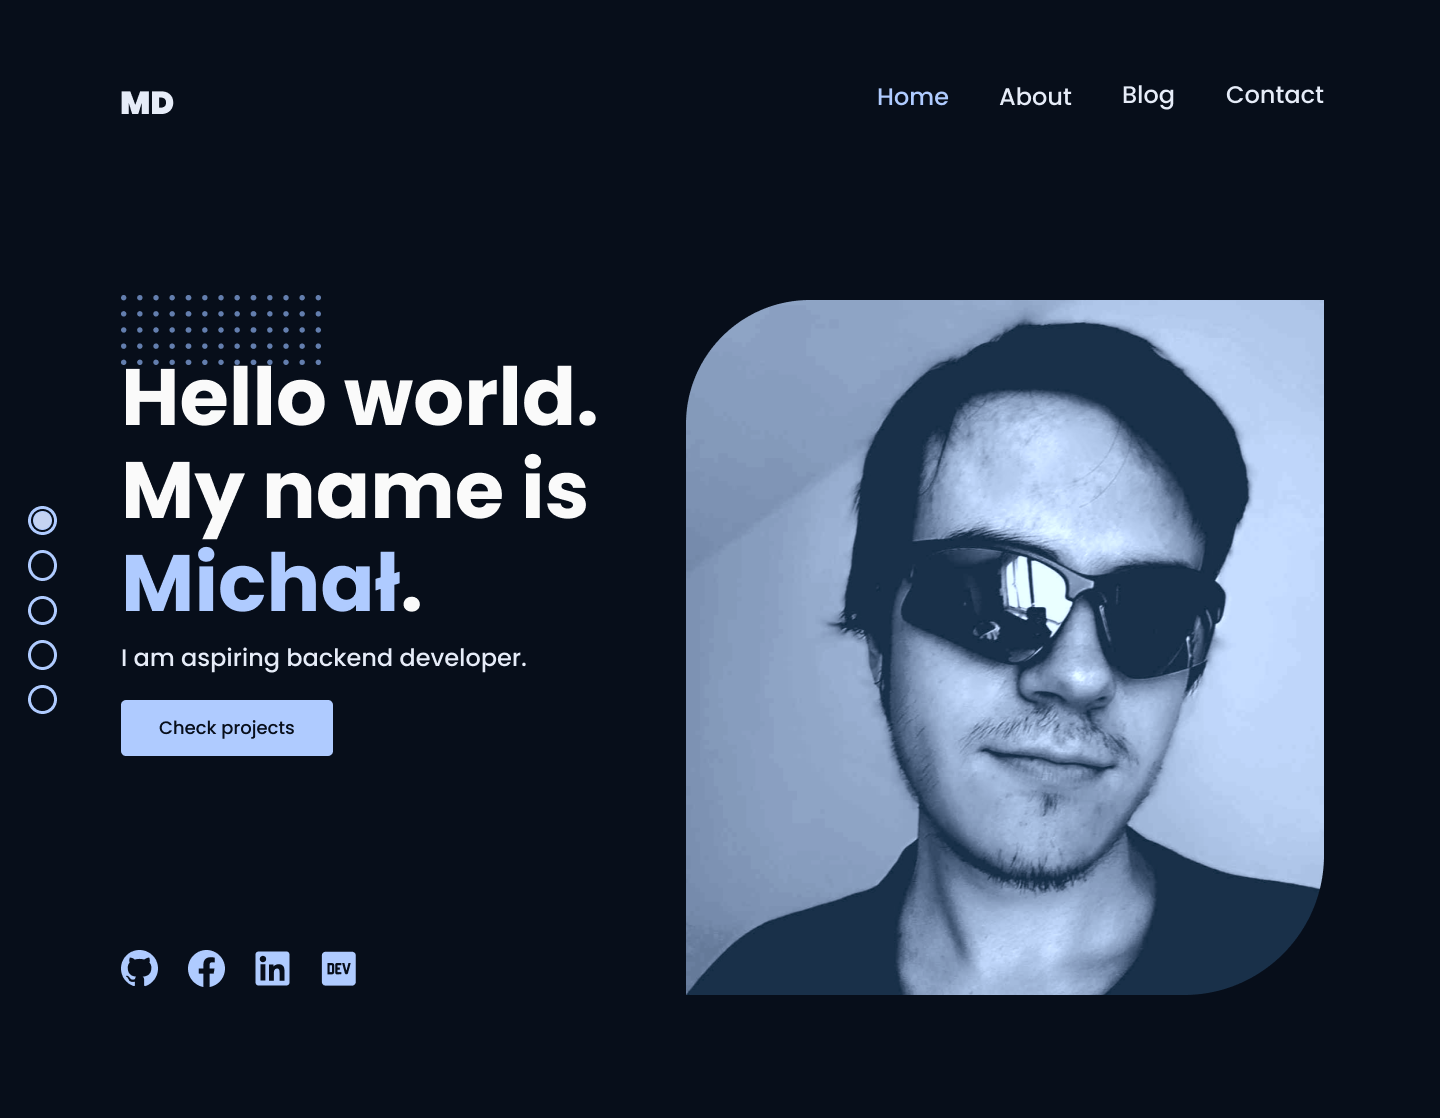 MD
Home About Blog Contact
Hello world.
My name is
Michał.
I am aspiring backend developer.
Check projects
in DEV